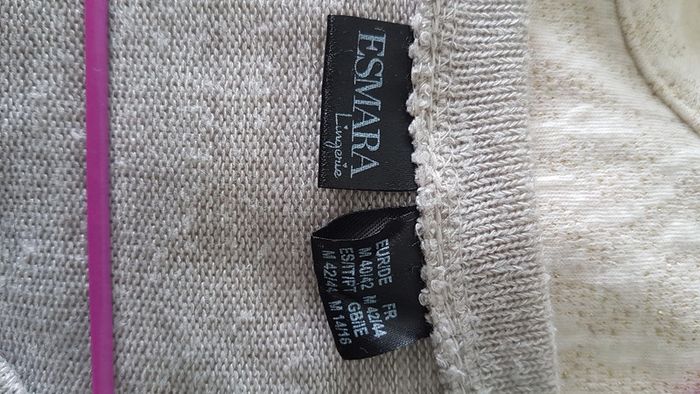 ESMARA
Lingerie
EUR/DE FR
M 40/42 M 42/44
ES/IT/PT GB/IE
M 42/44 M 14/16